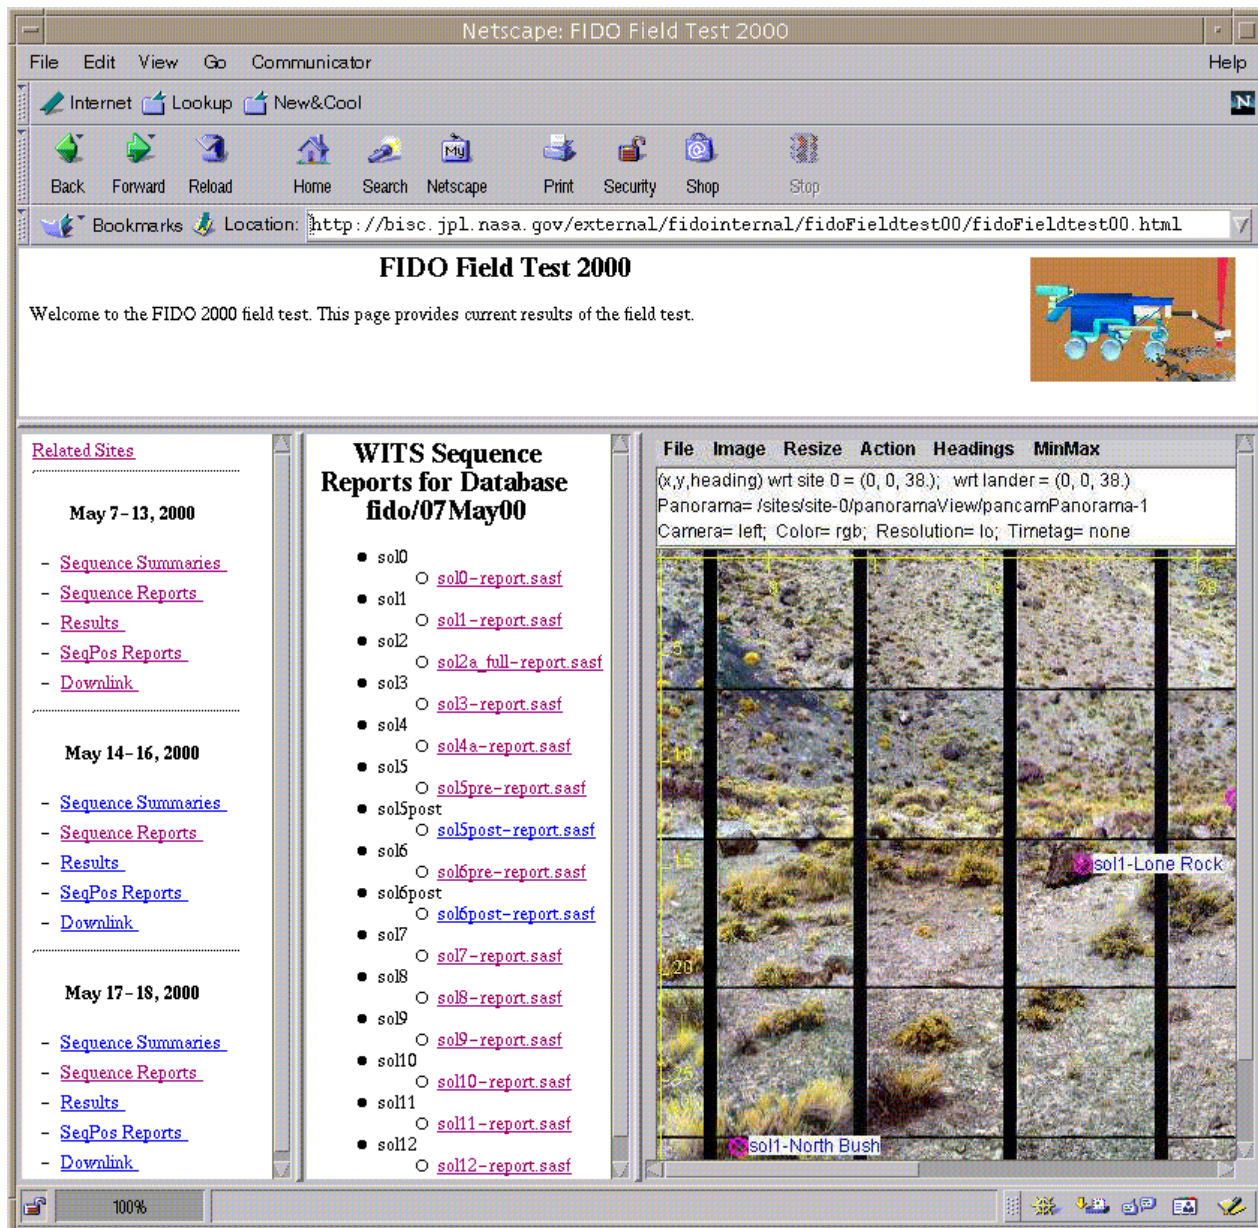 Netscape: FIDO Field Test 2000
File Edit View Go Communicator Help
Internet Lookup New&Cool
N
My
Back Forward Reload Home Search Netscape Print Security Shop Stop
Bookmarks Location: http://bisc.jpl.nasa.gov/external/fidointernal/fidoFieldtest00/fidoFieldtest00.html
FIDO Field Test 2000
Welcome to the FIDO 2000 field test. This page provides current results of the field test.
Related Sites
May 7-13, 2000
- Sequence Summaries
- Sequence Reports
- Results
- SeqPos Reports
- Downlink
May 14-16, 2000
- Sequence Summaries
- Sequence Reports
- Results
- SeqPos Reports
- Downlink
May 17-18, 2000
- Sequence Summaries
- Sequence Reports
- Results
- SeqPos Reports
- Downlink
WITS Sequence
Reports for Database
fido/07May00
sol0
sol0-report.sasf
sol1
sol1-report.sasf
sol2
sol2a_full-report.sasf
sol3
sol3-report.sasf
sol4
sol4a-report.sasf
sol5
sol5pre-report.sasf
sol5post
sol5post-report.sasf
sol6
sol6pre-report.sasf
sol6post
sol6post-report.sasf
sol7
sol7-report.sasf
sol8
sol8-report.sasf
sol9
sol9-report.sasf
sol10
sol10-report.sasf
sol11
sol11-report.sasf
sol12
sol12-report.sasf
File Image Resize Action Headings MinMax
(x,y,heading) wrt site 0 = (0, 0, 38.); wrt lander = (0, 0, 38.)
Panorama= /sites/site-0/panoramaView/pancamPanorama-1
Camera= left; Color= rgb; Resolution= lo; Timetag= none
sol1-Lone Rock
20
sol1-North Bush
100%